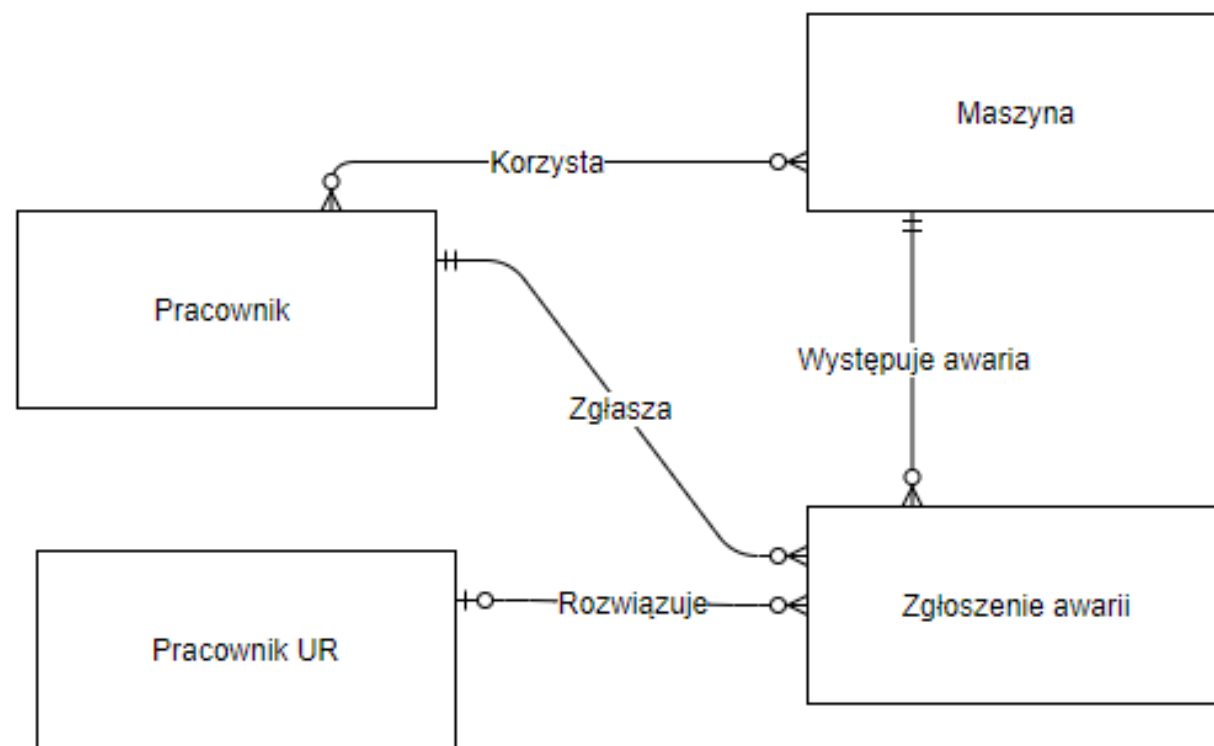 Maszyna
Korzysta
Pracownik
Występuje awaria
Zgłasza
Rozwiązuje
Zgłoszenie awarii
Pracownik UR